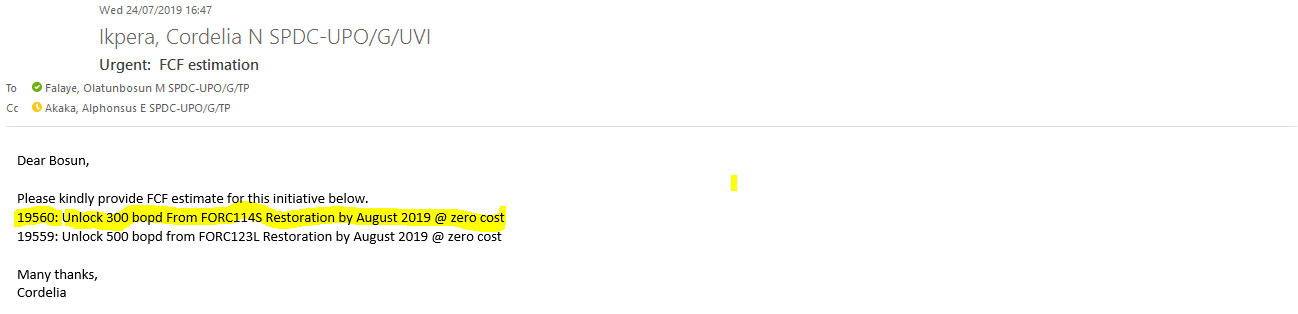 Wed 24/07/2019 16:47
Ikpera, Cordelia N SPDC-UPO/G/UVI
Urgent: FCF estimation
To Falaye, Olatunbosun M SPDC-UPO/G/TP
Cc Akaka, Alphonsus E SPDC-UPO/G/TP
Dear Bosun,
Please kindly provide FCF estimate for this initiative below.
19560: Unlock 300 bopd From FORC114S Restoration by August 2019 @ zero cost
19559: Unlock 500 bopd from FORC123L Restoration by August 2019 @ zero cost
Many thanks,
Cordelia